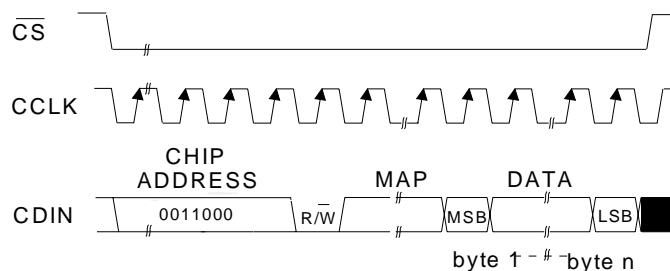 CS
CCLK
CHIP
ADDRESS
MAP
DATA
CDIN
0011000
R/W
MSB
LSB
byte 1
byte n